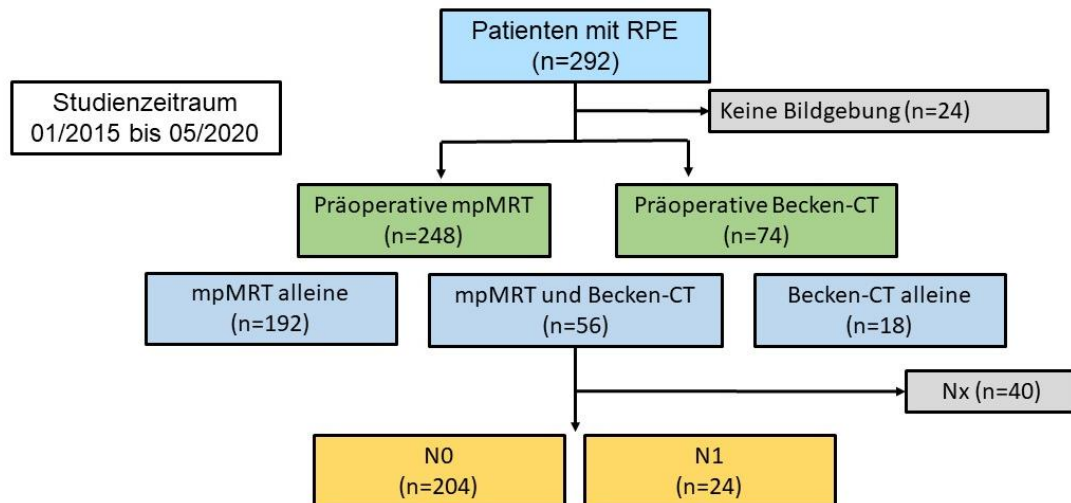 Patienten mit RPE
(n=292)
Studienzeitraum
01/2015 bis 05/2020
Keine Bildgebung (n=24)
Präoperative mpMRT
(n=248)
Präoperative Becken-CT
(n=74)
mpMRT alleine
(n=192)
mpMRT und Becken-CT
(n=56)
Becken-CT alleine
(n=18)
Nx (n=40)
N0
(n=204)
N1
(n=24)